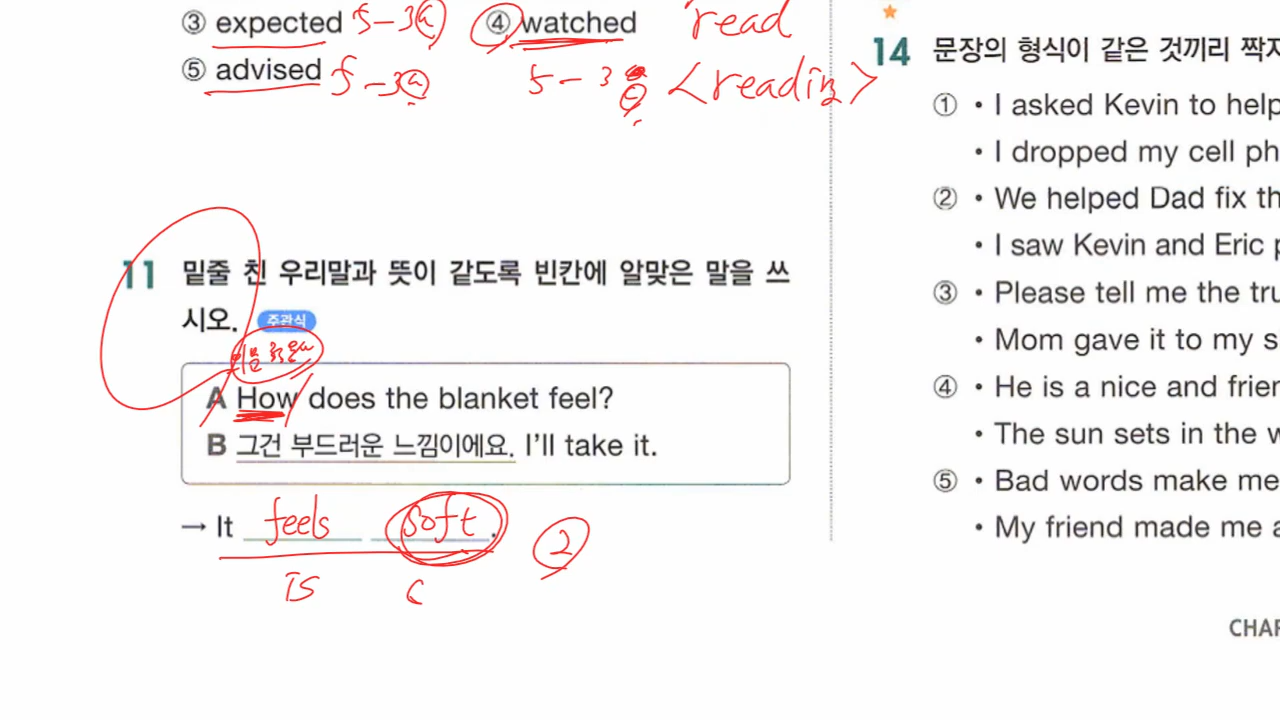 ③ expected 5-3ⓐ ④ watched read
⑤ advised 5-3ⓐ 5-3ⓒ <reading>
11 밑줄 친 우리말과 뜻이 같도록 빈칸에 알맞은 말을 쓰
시오. 주관식
A How does the blanket feel?
B 그건 부드러운 느낌이에요. I'll take it.
→ It feels soft. ②
is
14 문장의 형식이 같은 것끼리 짝지
① • I asked Kevin to help
• I dropped my cell ph
② • We helped Dad fix th
• I saw Kevin and Eric p
③ • Please tell me the tru
Mom gave it to my s
④ • He is a nice and frien
• The sun sets in the w
⑤ • Bad words make me
• My friend made me a
CHAP